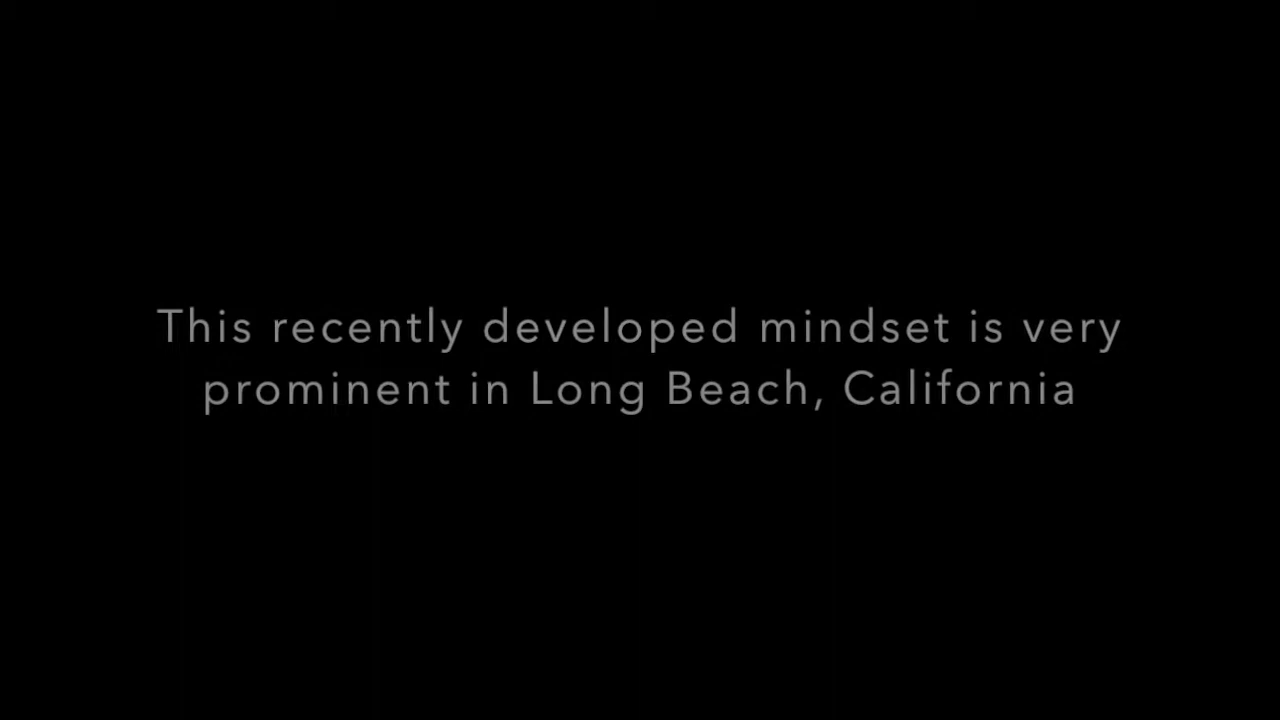 This recently developed mindset is very
prominent in Long Beach, California